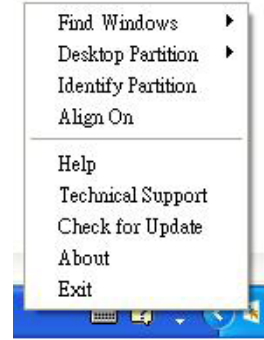 Find Windows
Desktop Partition
Identify Partition
Align On
Help
Technical Support
Check for Update
About
Exit